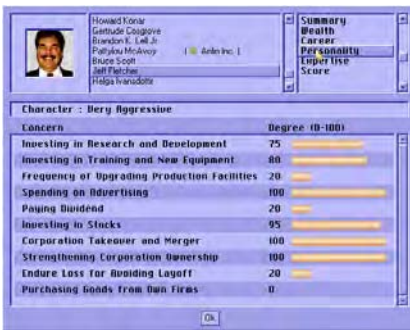 Howard Konar
Gertrude Cosgrove
Brandon K. Lell Jr
Pattylou McAvoy ( Anlin Inc. )
Bruce Scott
Jeff Fletcher
Helga Ivarsdottir
Summary
Wealth
Career
Personality
Expertise
Score
Character : Very Aggressive
Concern Degree (0-100)
Investing in Research and Development 75
Investing in Training and New Equipment 80
Frequency of Upgrading Production Facilities 20
Spending on Advertising 100
Paying Dividend 20
Investing in Stocks 95
Corporation Takeover and Merger 100
Strengthening Corporation Ownership 100
Endure Loss for Avoiding Layoff 20
Purchasing Goods from Own Firms 0
Ok